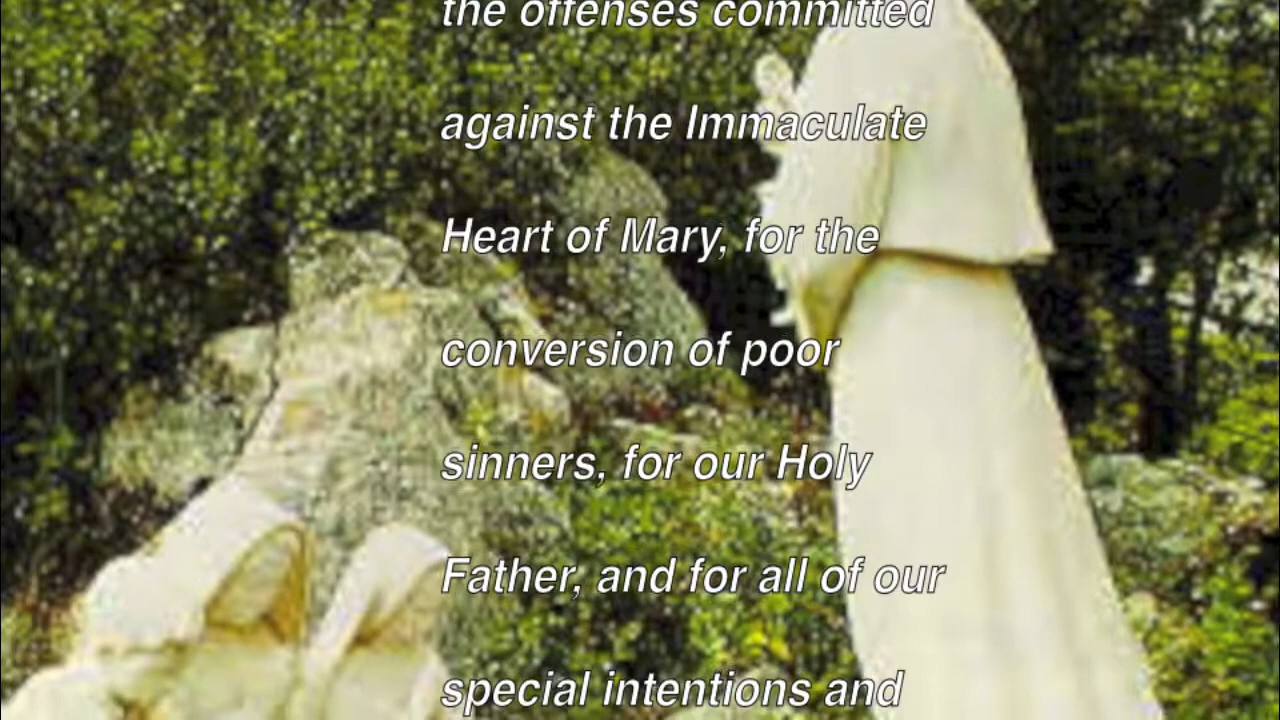 the offenses committed
against the Immaculate
Heart of Mary, for the
conversion of poor
sinners, for our Holy
Father, and for all of our
special intentions and